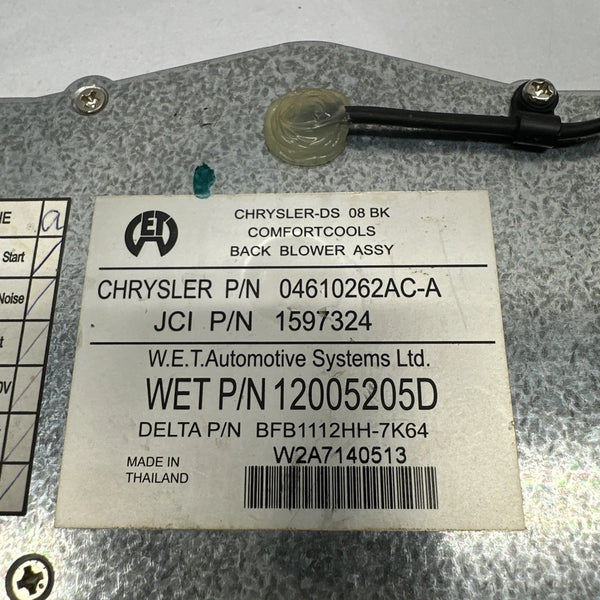 WET
CHRYSLER-DS 08 BK
COMFORTCOOLS
BACK BLOWER ASSY
CHRYSLER P/N 04610262AC-A
JCI P/N 1597324
W.E.T.Automotive Systems Ltd.
WET P/N 12005205D
DELTA P/N BFB1112HH-7K64
W2A7140513
MADE IN
THAILAND
Start
Noise